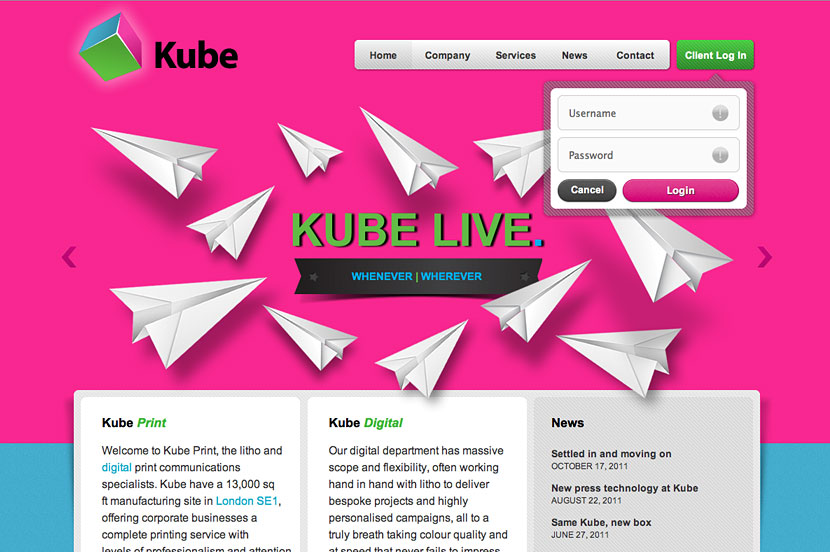 Kube
Home Company Services News Contact Client Log In
Username
Password
Cancel Login
KUBE LIVE.
WHENEVER | WHEREVER
Kube Print
Welcome to Kube Print, the litho and
digital print communications
specialists. Kube have a 13,000 sq
ft manufacturing site in London SE1,
offering corporate businesses a
complete printing service with
levels of professionalism and attention
Kube Digital
Our digital department has massive
scope and flexibility, often working
hand in hand with litho to deliver
bespoke projects and highly
personalised campaigns, all to a
truly breath taking colour quality and
at speed that never fails to impress
News
Settled in and moving on
OCTOBER 17, 2011
New press technology at Kube
AUGUST 22, 2011
Same Kube, new box
JUNE 27, 2011